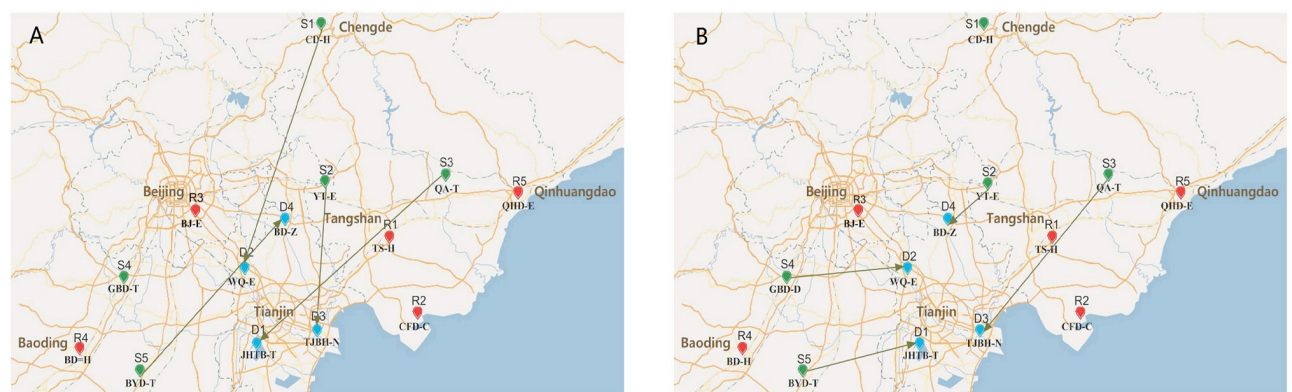 A
S1
Chengde
CD-H
S2
YT-E
S3
QA-T
R5
Qinhuangdao
QHD-E
Beijing
R3
BJ-E
D4
BD-Z
Tangshan
R1
TS-H
D2
WQ-E
S4
GBD-T
Tianjin
R2
CFD-C
D1
JHTB-T
D3
TJBH-N
Baoding
R4
BD=H
S5
BYD-T
B
S1
Chengde
CD-H
S2
YT-E
S3
QA-T
R5
Qinhuangdao
QHD-E
Beijing
R3
BJ-E
D4
BD-Z
Tangshan
R1
TS-H
D2
WQ-E
S4
GBD-D
Tianjin
R2
CFD-C
D1
JHTB-T
D3
TJBH-N
Baoding
R4
BD-H
S5
BYD-T